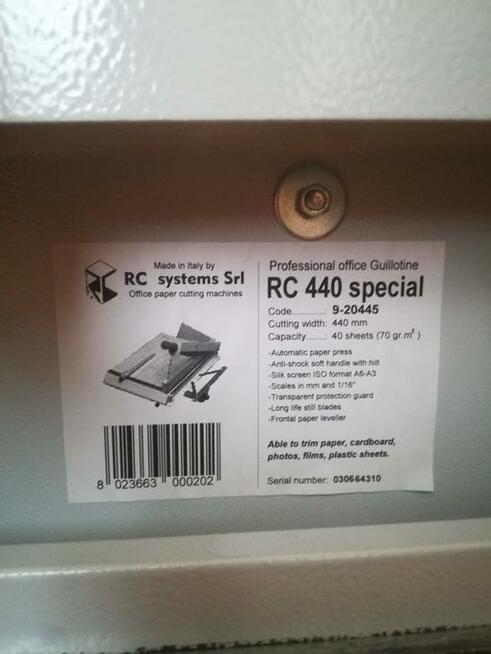 Made in Italy by
RC systems Srl
Office paper cutting machines
8 023663 000202
Professional office Guillotine
RC 440 special
Code...........: 9-20445
Cutting width: 440 mm
Capacity.......: 40 sheets (70 gr.m²)
-Automatic paper press
-Anti-shock soft handle with hilt
-Silk screen ISO format A6-A3
-Scales in mm and 1/16"
-Transparent protection guard
-Long life still blades
-Frontal paper leveller
Able to trim paper, cardboard,
photos, films, plastic sheets.
Serial number: 030664310